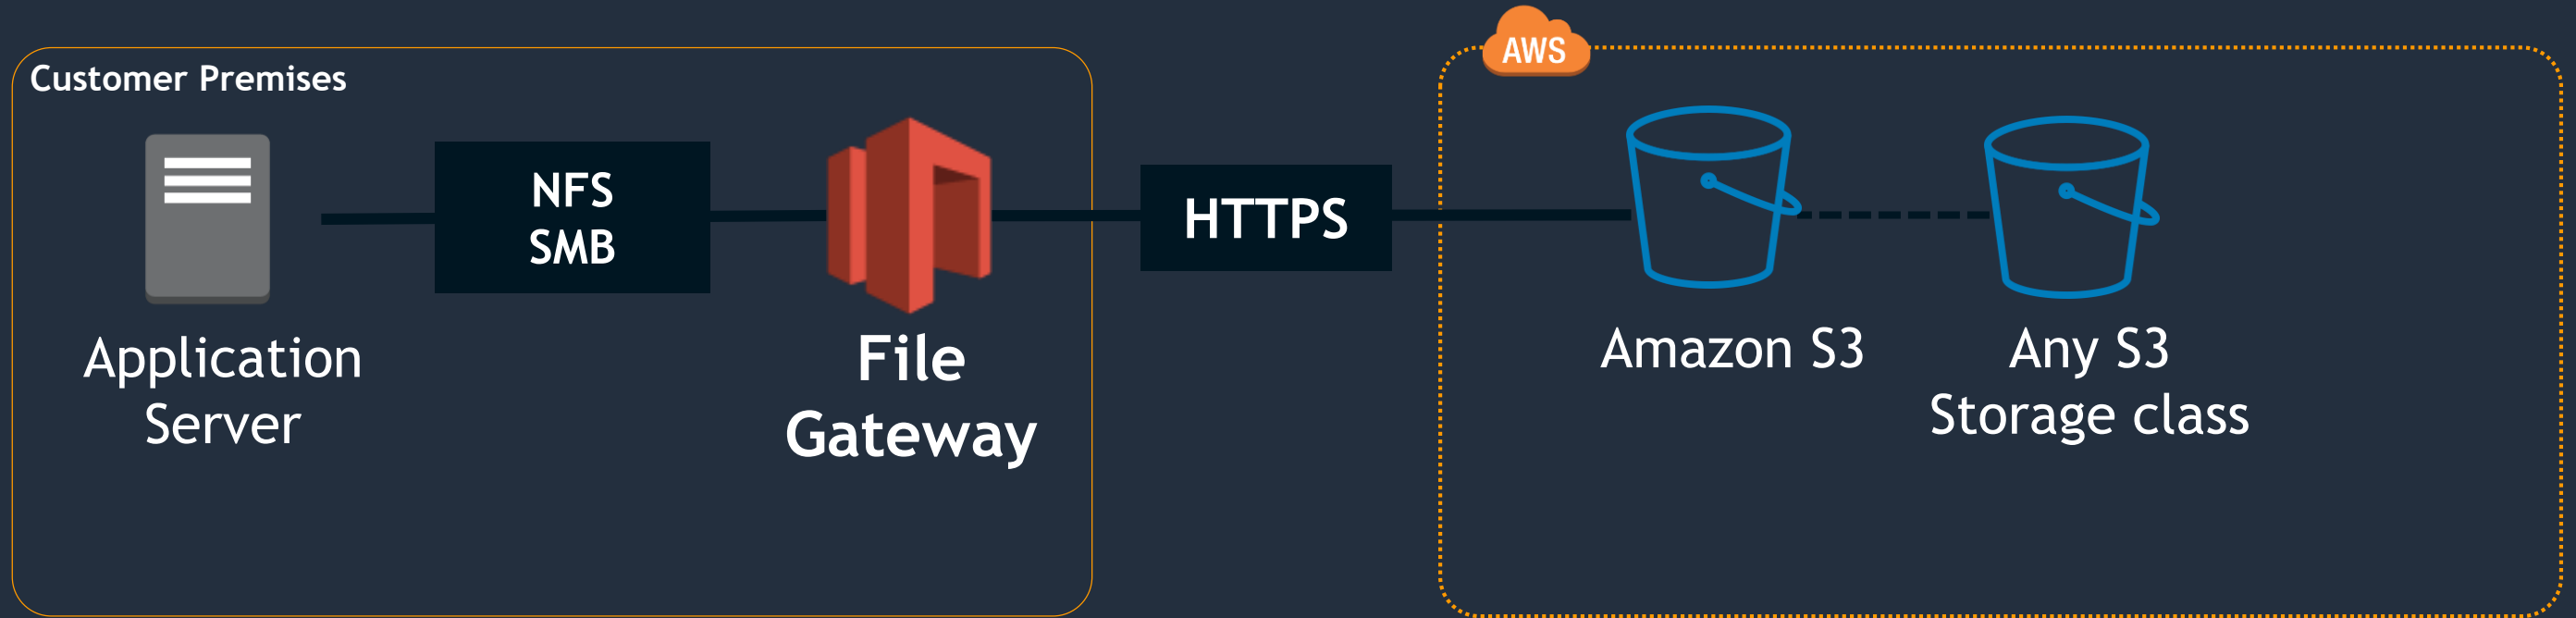 Customer Premises
Application
Server
NFS
SMB
File
Gateway
HTTPS
AWS
Amazon S3
Any S3
Storage class